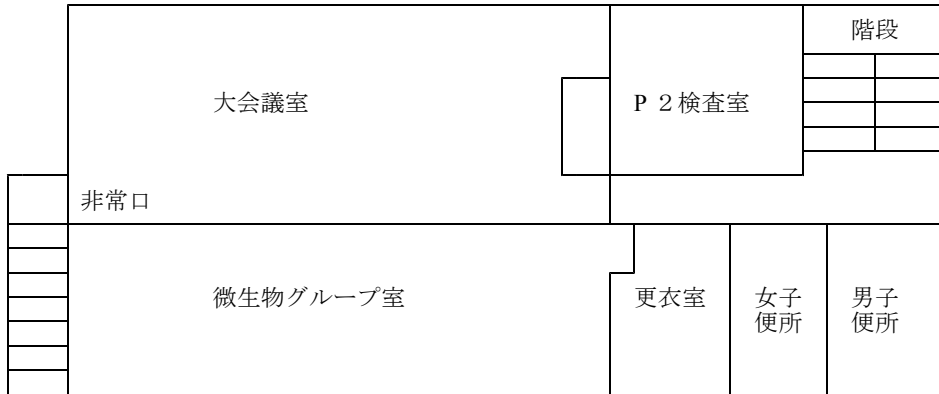 階段
大会議室
P 2検査室
非常口
微生物グループ室
更衣室
女子
便所
男子
便所